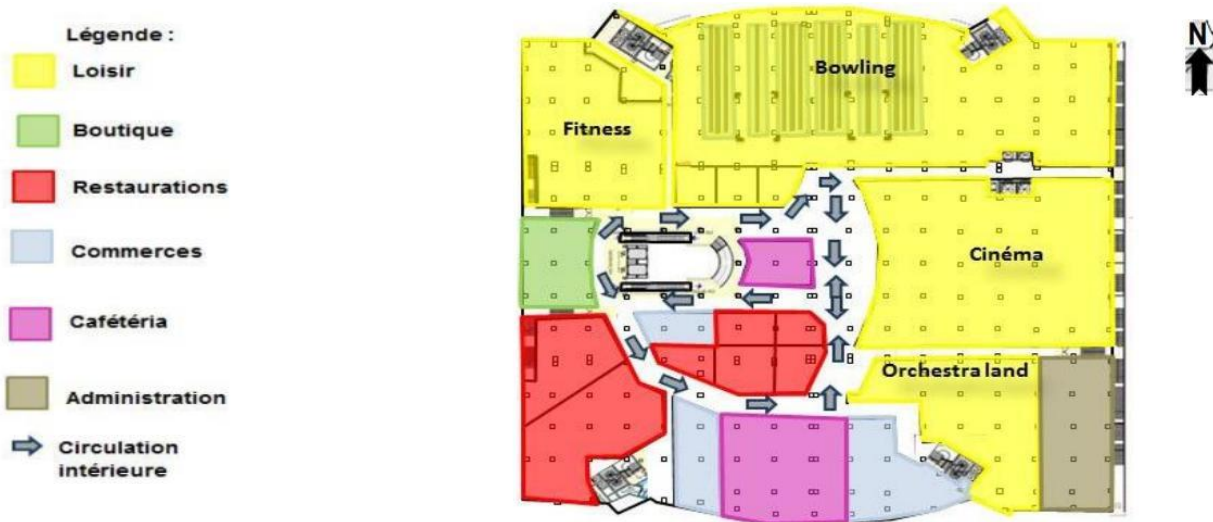 Légende :
Loisir
Boutique
Restaurations
Commerces
Cafétéria
Administration
Circulation
intérieure
N
Bowling
Fitness
Cinéma
Orchestra land